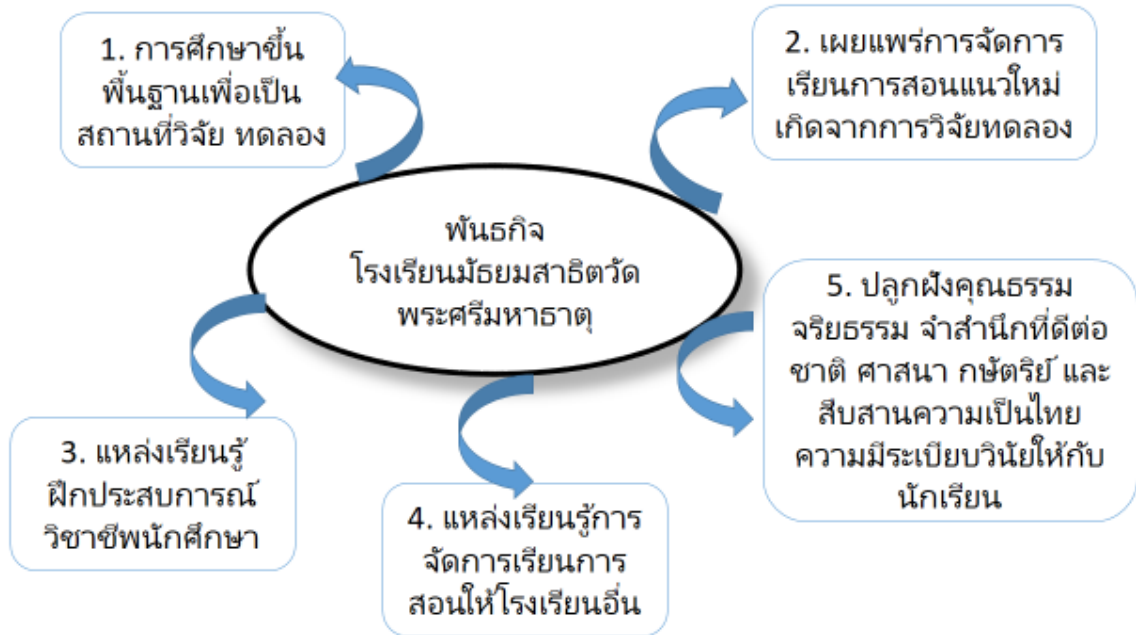 1. การศึกษาขึ้น
พื้นฐานเพื่อเป็น
สถานที่วิจัย ทดลอง
2. เผยแพร่การจัดการ
เรียนการสอนแนวใหม่
เกิดจากการวิจัยทดลอง
พันธกิจ
โรงเรียนมัธยมสาธิตวัด
พระศรีมหาธาตุ
3. แหล่งเรียนรู้
ฝึกประสบการณ์
วิชาชีพนักศึกษา
4. แหล่งเรียนรู้การ
จัดการเรียนการ
สอนให้โรงเรียนอื่น
5. ปลูกฝังคุณธรรม
จริยธรรม จำสำนึกที่ดีต่อ
ชาติ ศาสนา กษัตริย์ และ
สืบสานความเป็นไทย
ความมีระเบียบวินัยให้กับ
นักเรียน